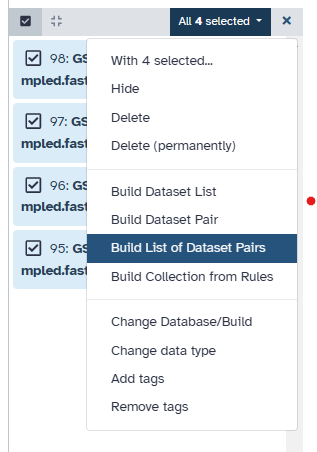 All 4 selected
98: GS
mpled.fast
97: GS
mpled.fast
96: GS
mpled.fast
95: GS
mpled.fast
With 4 selected...
Hide
Delete
Delete (permanently)
Build Dataset List
Build Dataset Pair
Build List of Dataset Pairs
Build Collection from Rules
Change Database/Build
Change data type
Add tags
Remove tags